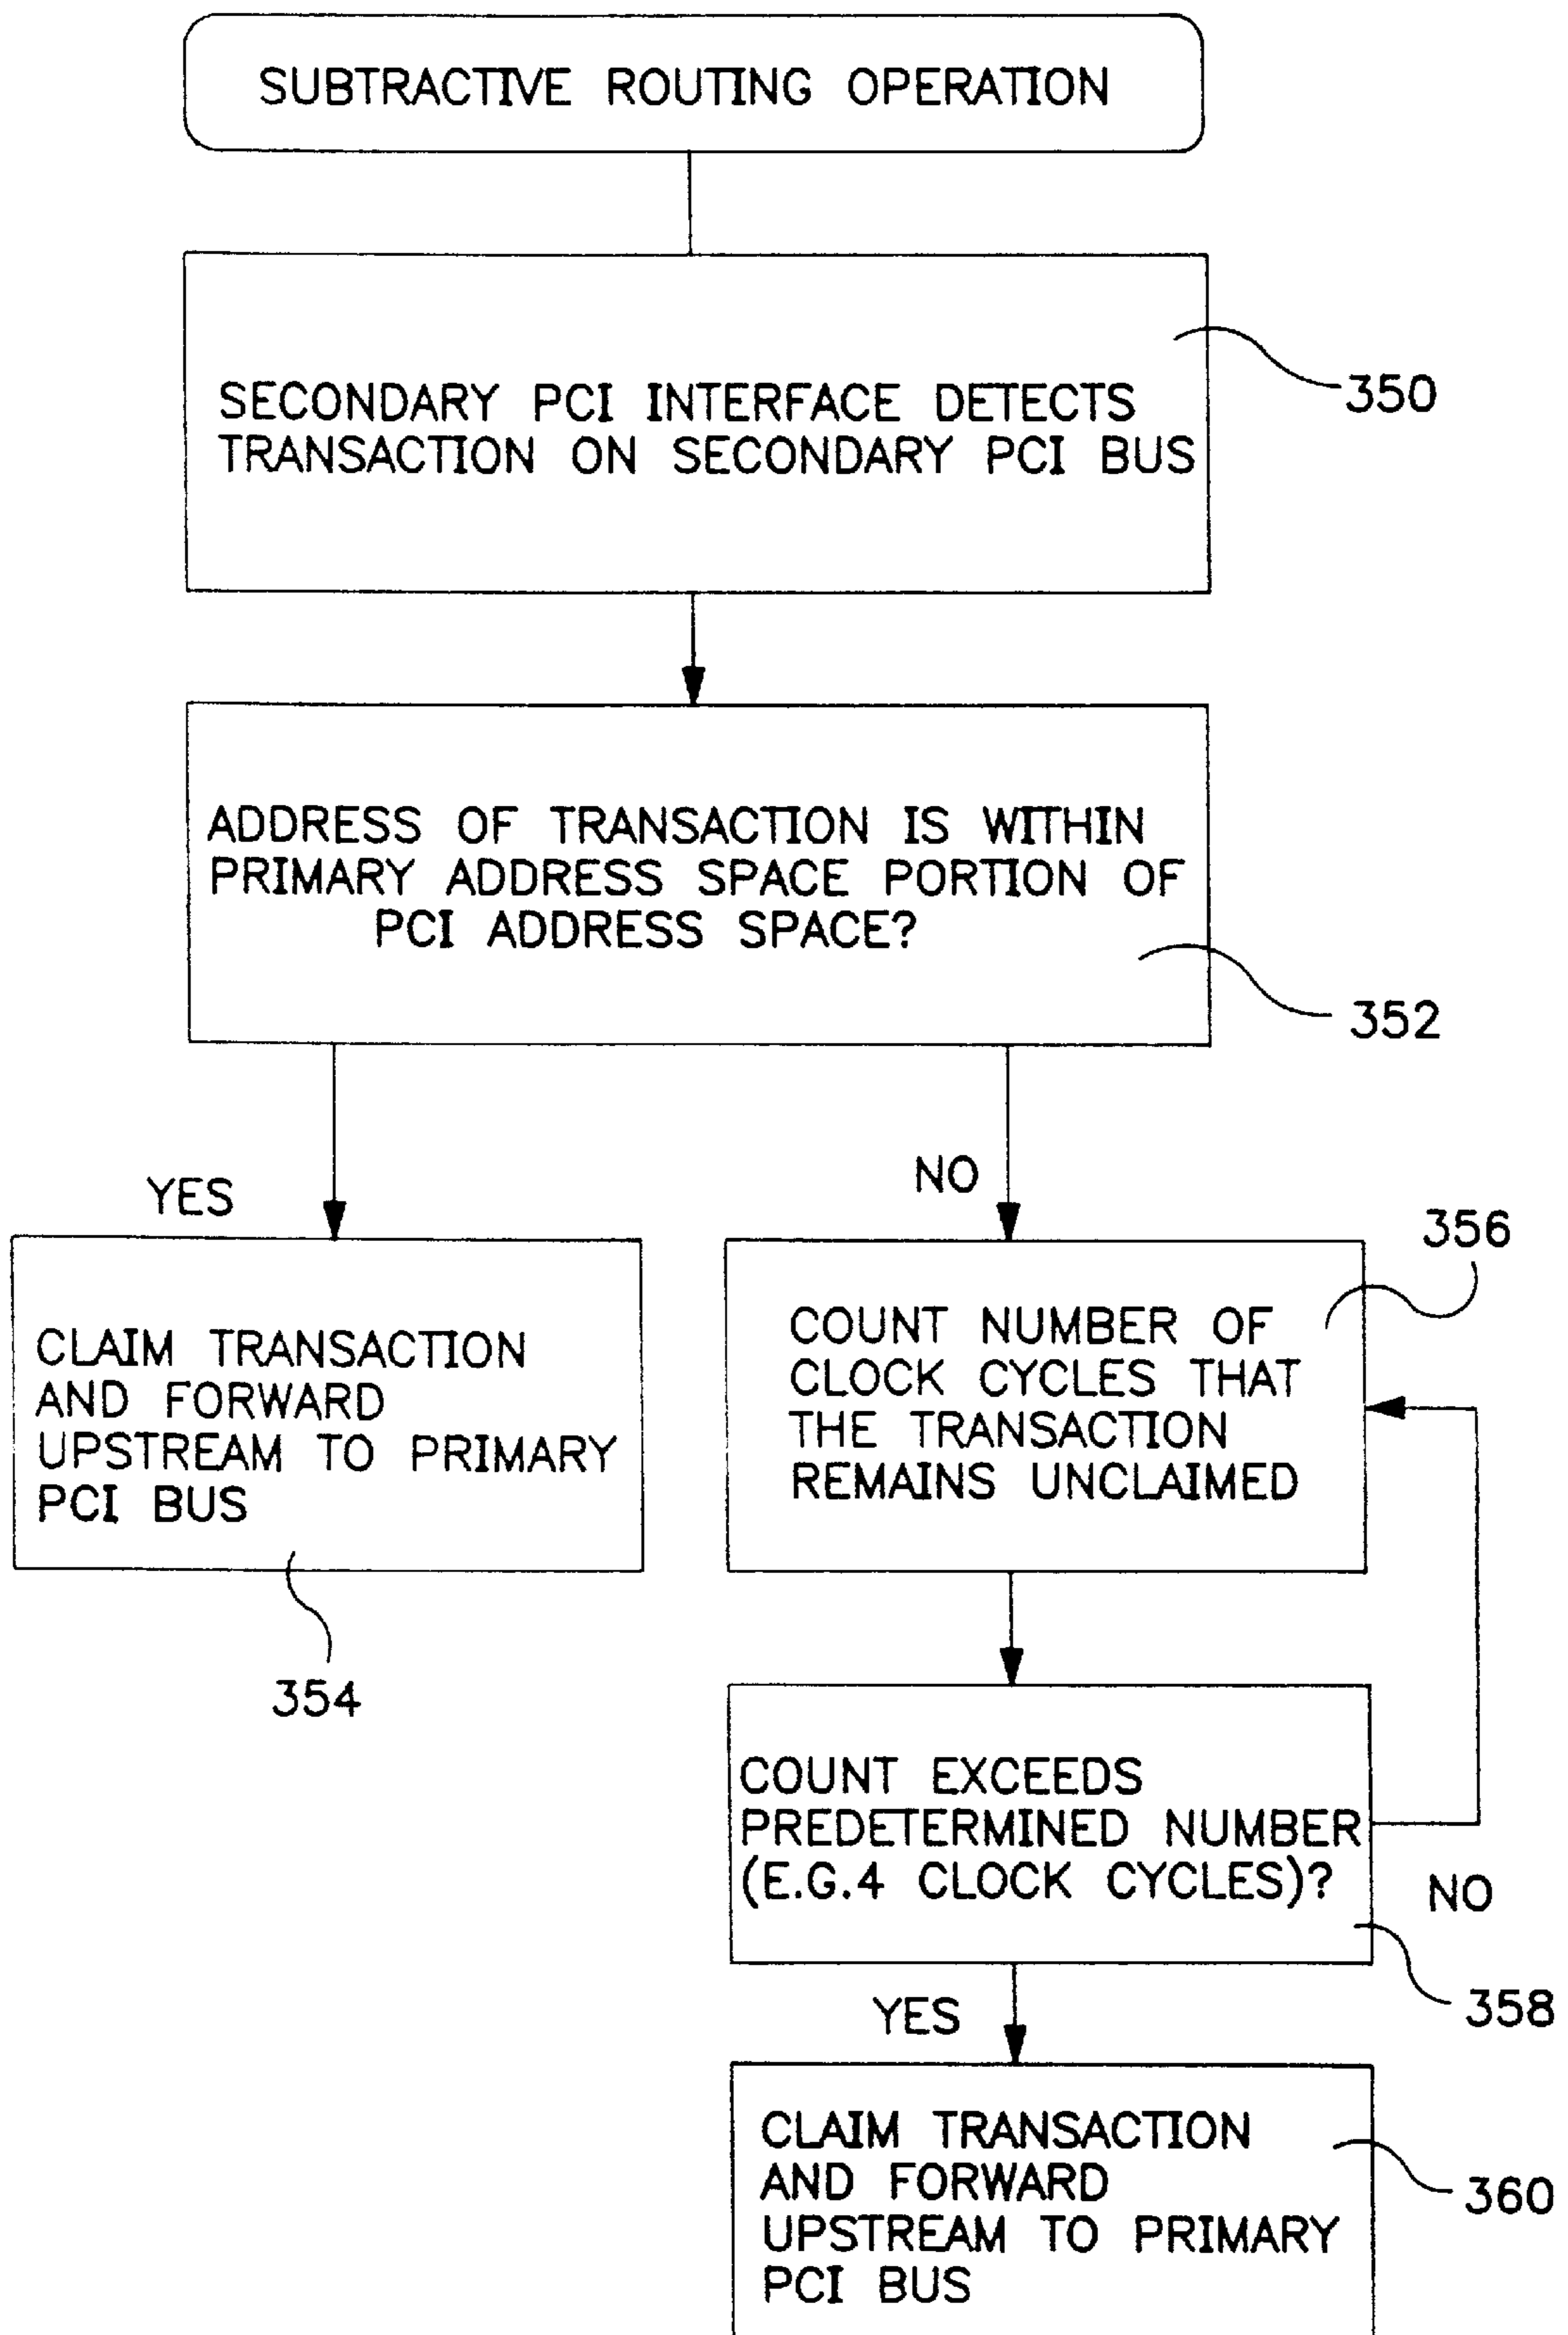 SUBTRACTIVE ROUTING OPERATION
SECONDARY PCI INTERFACE DETECTS
TRANSACTION ON SECONDARY PCI BUS
350
ADDRESS OF TRANSACTION IS WITHIN
PRIMARY ADDRESS SPACE PORTION OF
PCI ADDRESS SPACE?
352
YES
NO
CLAIM TRANSACTION
AND FORWARD
UPSTREAM TO PRIMARY
PCI BUS
354
356
COUNT NUMBER OF
CLOCK CYCLES THAT
THE TRANSACTION
REMAINS UNCLAIMED
COUNT EXCEEDS
PREDETERMINED NUMBER
(E.G.4 CLOCK CYCLES)?
NO
358
YES
CLAIM TRANSACTION
AND FORWARD
UPSTREAM TO PRIMARY
PCI BUS
360